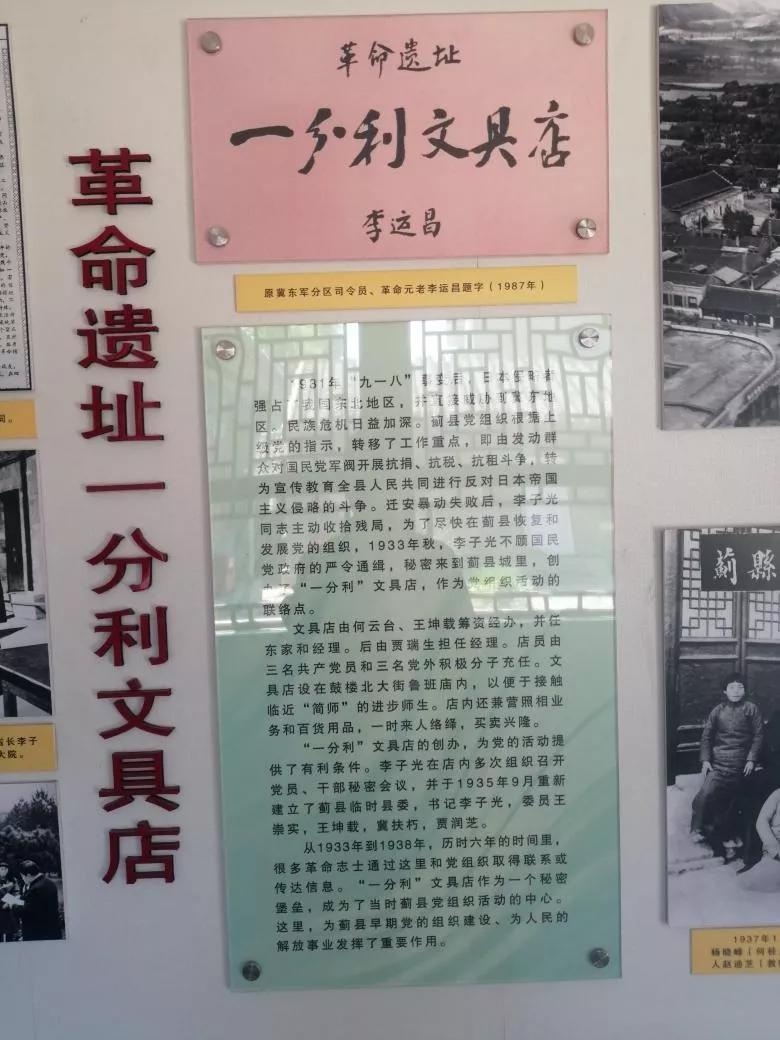 革命遗址一分利文具店
革命遗址
一分利文具店
李运昌
原冀东军分区司令员、革命元老李运昌题字（1987年）
1931年“九一八”事变后，日本侵略者
强占了我国东北地区，并直接威胁到冀东地
区。民族危机日益加深。蓟县党组织根据上
级党的指示，转移了工作重点，即由发动群
众对国民党军阀开展抗捐、抗税、抗租斗争，转
为宣传教育全县人民共同进行反对日本帝国
主义侵略的斗争。迁安暴动失败后，李子光
同志主动收拾残局，为了尽快在蓟县恢复和
发展党的组织，1933年秋，李子光不顾国民
党政府的严令通缉，秘密来到蓟县城里，创
办了“一分利”文具店，作为党组织活动的
联络点。
文具店由何云台、王坤载筹资经办，并任
东家和经理。后由贾瑞生担任经理。店员由
三名共产党员和三名党外积极分子充任。文
具店设在鼓楼北大街鲁班庙内，以便于接触
临近“简师”的进步师生。店内还兼营照相业
务和百货用品，一时来人络绎，买卖兴隆。
“一分利”文具店的创办，为党的活动提
供了有利条件。李子光在店内多次组织召开
党员、干部秘密会议，并于1935年9月重新
建立了蓟县临时县委，书记李子光，委员王
崇实，王坤载，冀扶朽，贾润芝。
从1933年到1938年，历时六年的时间里，
很多革命志士通过这里和党组织取得联系或
传达信息。“一分利”文具店作为一个秘密
堡垒，成为了当时蓟县党组织活动的中心。
这里，为蓟县早期党的组织建设、为人民的
解放事业发挥了重要作用。
省长李子
大院。
薊縣
1937年1
杨晓峰（何
人赵迪芝（教